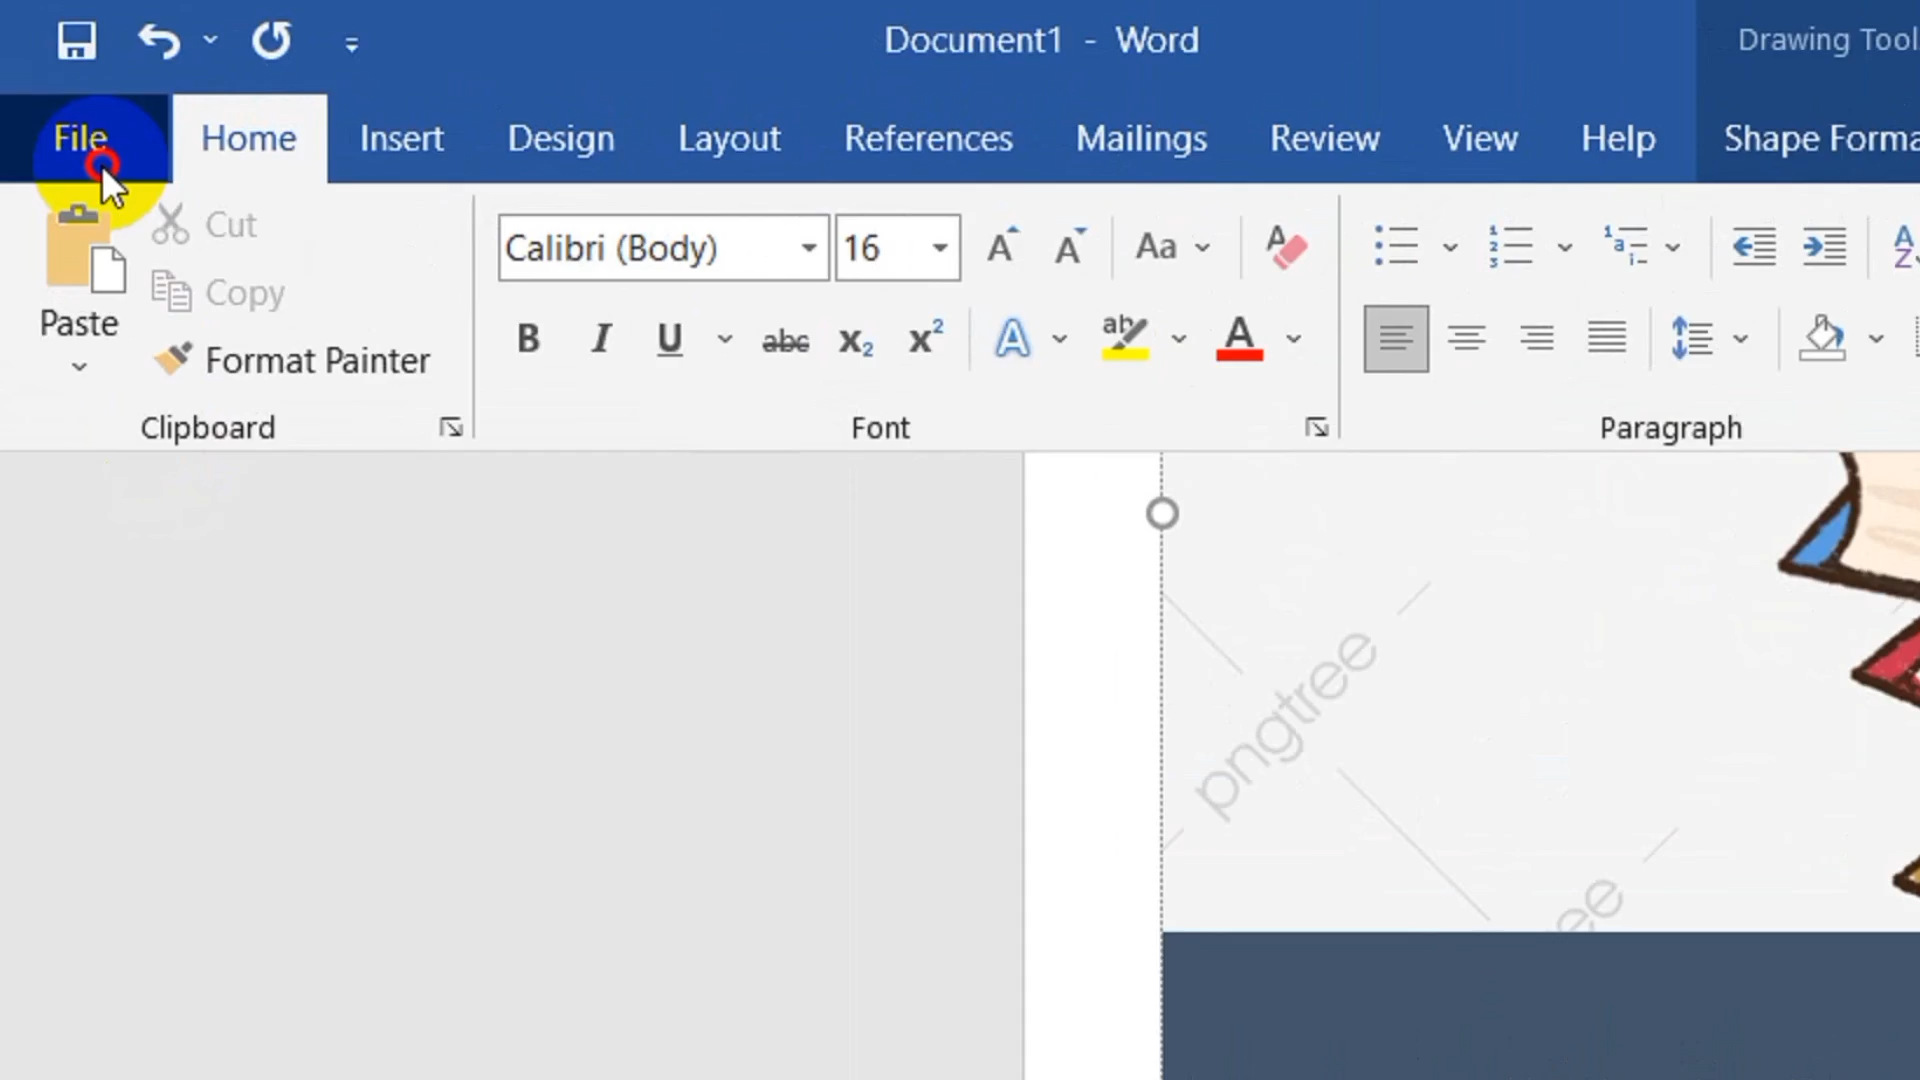 Document1 - Word
Drawing Tool
File Home Insert Design Layout References Mailings Review View Help Shape Forma
Cut
Copy
Paste
Format Painter
Clipboard
Calibri (Body) 16
Font
Paragraph
pngtree
ee